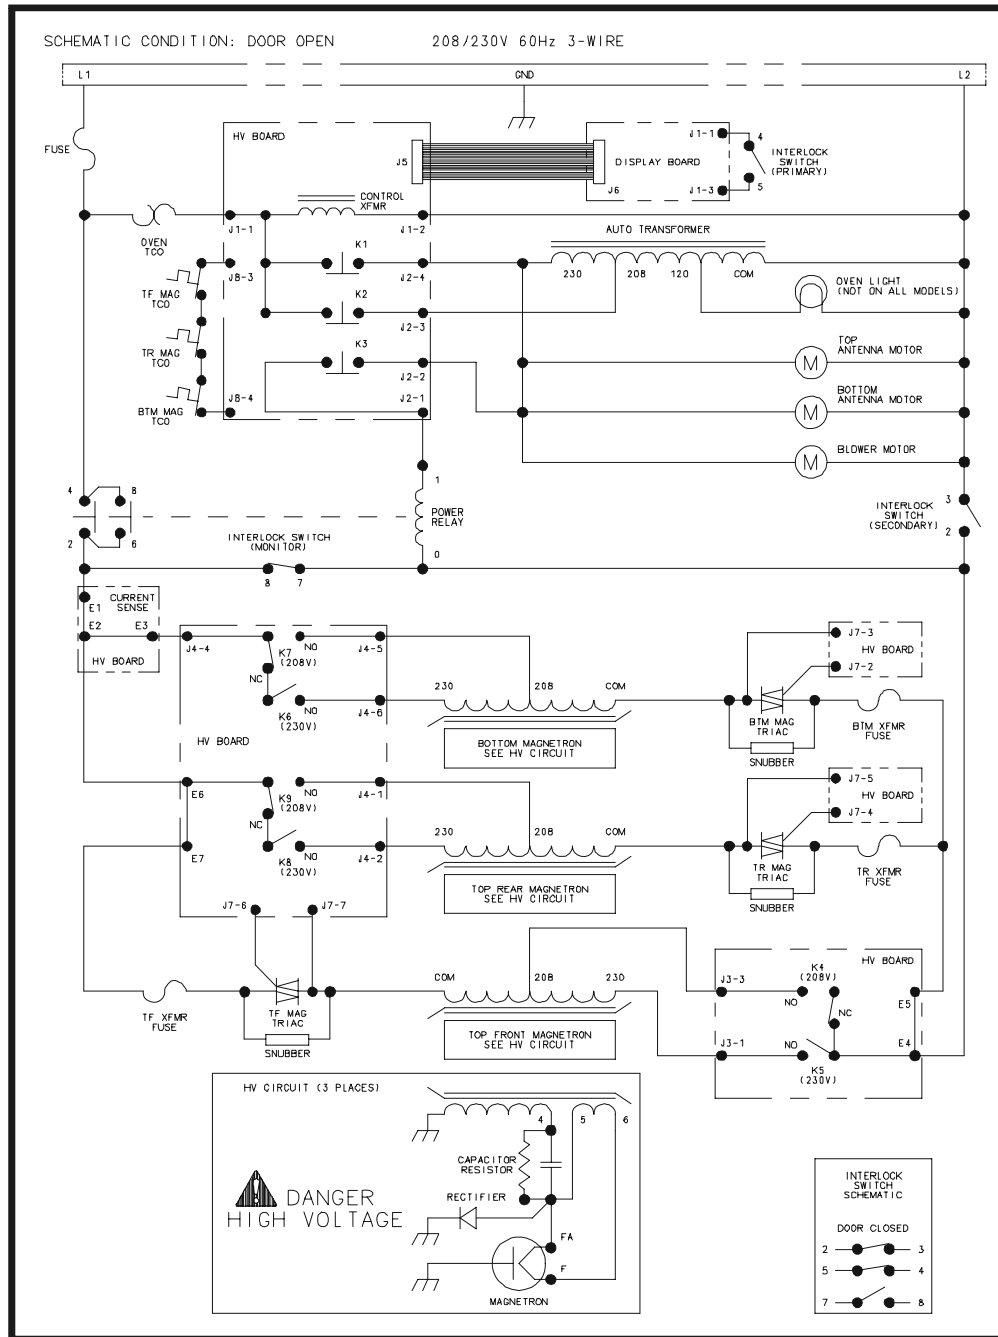 SCHEMATIC CONDITION: DOOR OPEN
208/230V 60Hz 3-WIRE
L1
GND
L2
FUSE
HV BOARD
J5
J6
DISPLAY BOARD
J1-1
J1-3
4
5
INTERLOCK
SWITCH
(PRIMARY)
CONTROL
XFMR
OVEN
TCO
J1-1
J1-2
AUTO TRANSFORMER
K1
J8-3
J2-4
230
208
120
COM
OVEN LIGHT
(NOT ON ALL MODELS)
TF MAG
TCO
K2
J2-3
TR MAG
TCO
K3
J2-2
TOP
ANTENNA MOTOR
M
BTM MAG
TCO
J8-4
J2-1
BOTTOM
ANTENNA MOTOR
M
BLOWER MOTOR
M
4
8
2
6
1
POWER
RELAY
0
3
INTERLOCK
SWITCH
(SECONDARY)
2
INTERLOCK SWITCH
(MONITOR)
8
7
E1
CURRENT
SENSE
E2
E3
HV BOARD
J4-4
K7
(208V)
NO
J4-5
NC
K6
(230V)
NO
J4-6
HV BOARD
230
208
COM
BOTTOM MAGNETRON
SEE HV CIRCUIT
J7-3
HV BOARD
J7-2
BTM MAG
TRIAC
SNUBBER
BTM XFMR
FUSE
E6
K9
(208V)
NO
J4-1
NC
E7
K8
(230V)
NO
J4-2
230
208
COM
TOP REAR MAGNETRON
SEE HV CIRCUIT
J7-5
HV BOARD
J7-4
TR MAG
TRIAC
SNUBBER
TR XFMR
FUSE
J7-6
J7-7
TF XFMR
FUSE
TF MAG
TRIAC
SNUBBER
COM
208
230
TOP FRONT MAGNETRON
SEE HV CIRCUIT
J3-3
K4
(208V)
HV BOARD
NO
E5
NC
J3-1
NO
K5
(230V)
E4
HV CIRCUIT (3 PLACES)
4
5
6
CAPACITOR
RESISTOR
RECTIFIER
DANGER
HIGH VOLTAGE
FA
F
MAGNETRON
INTERLOCK
SWITCH
SCHEMATIC
DOOR CLOSED
2
3
5
4
7
8